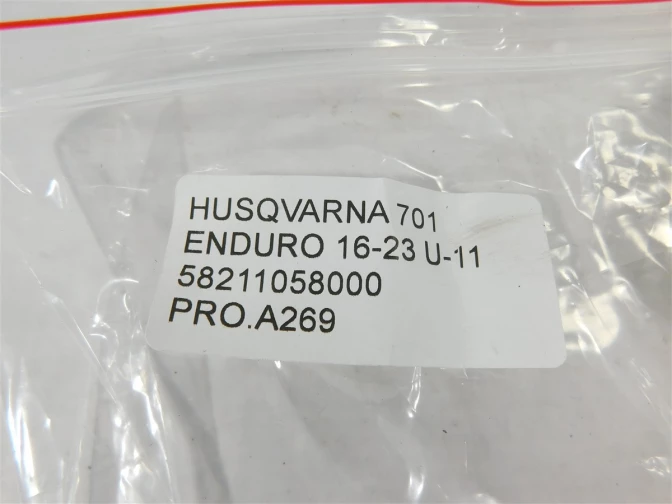 HUSQVARNA 701
ENDURO 16-23 U-11
58211058000
PRO.A269